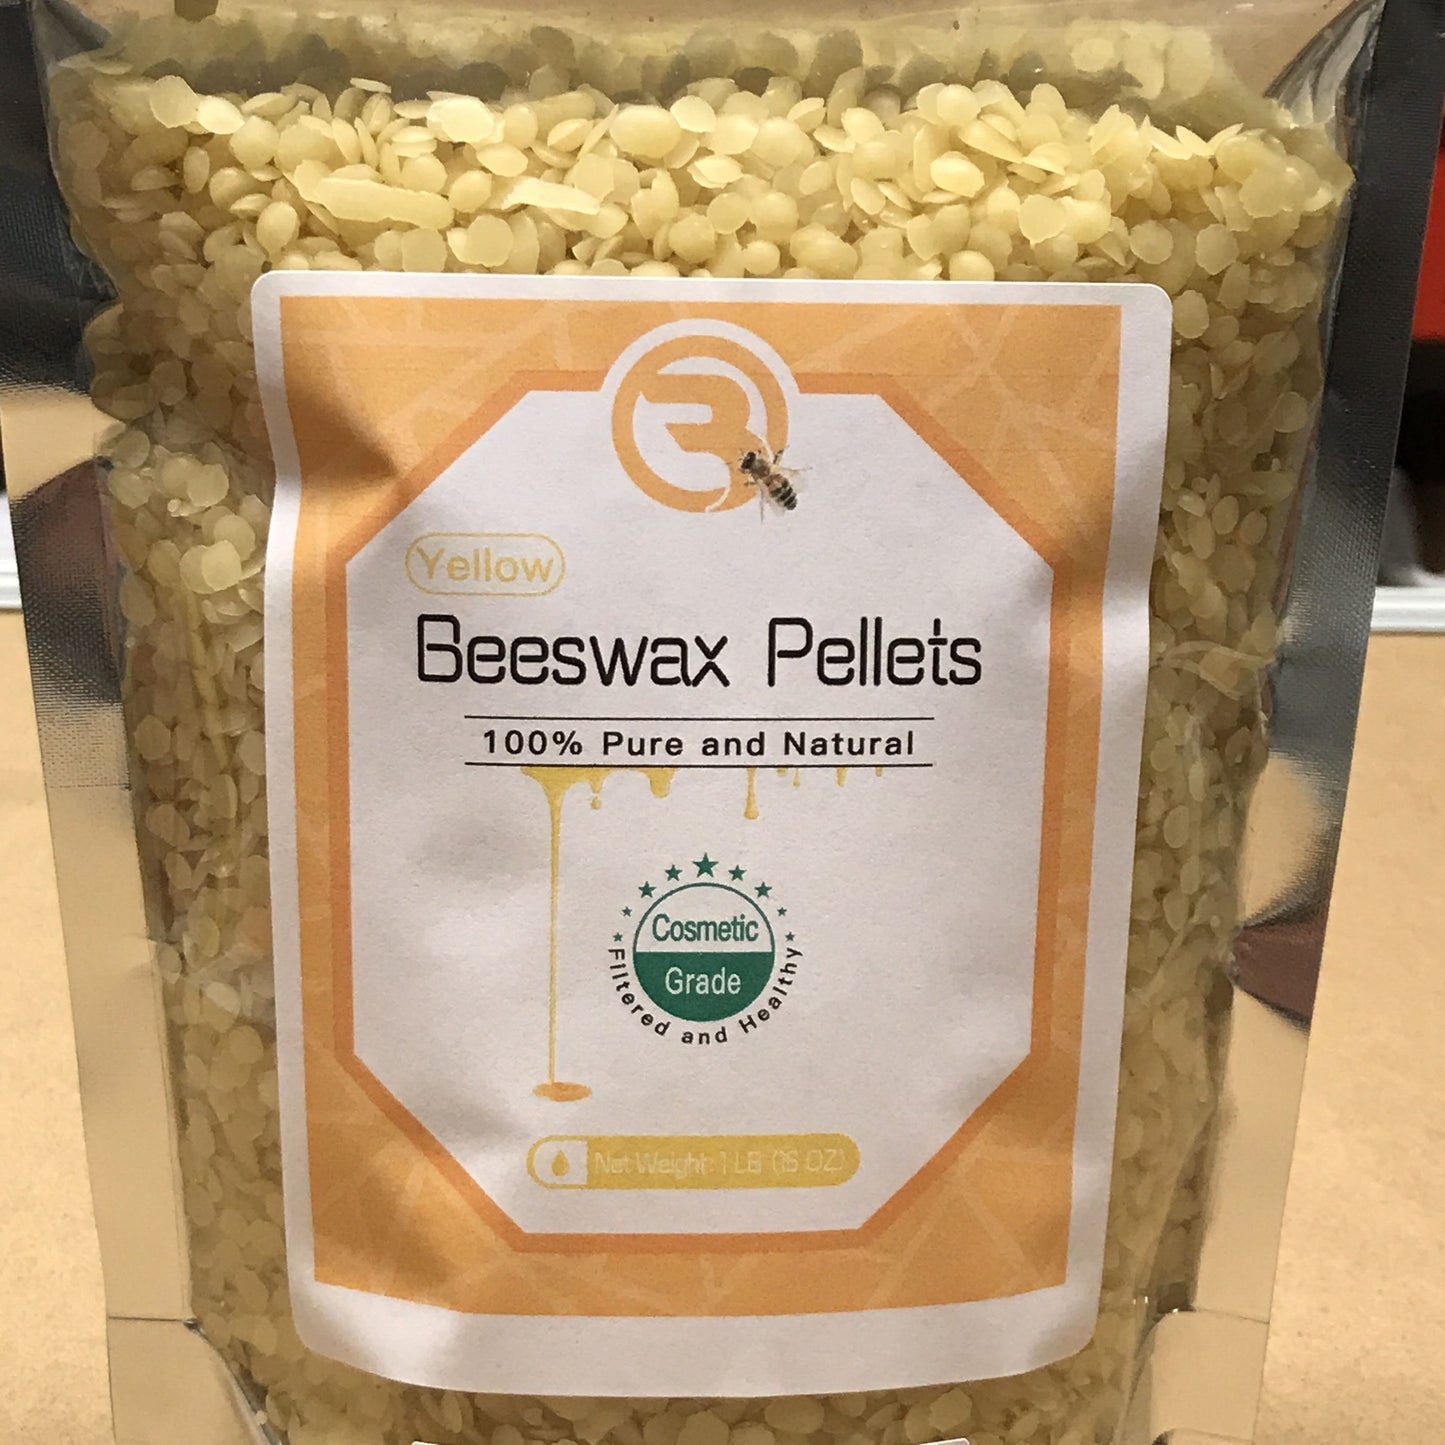 Yellow
Beeswax Pellets
100% Pure and Natural
Cosmetic
Grade
Filtered and Healthy
Net Weight: 1 LB (16 OZ)